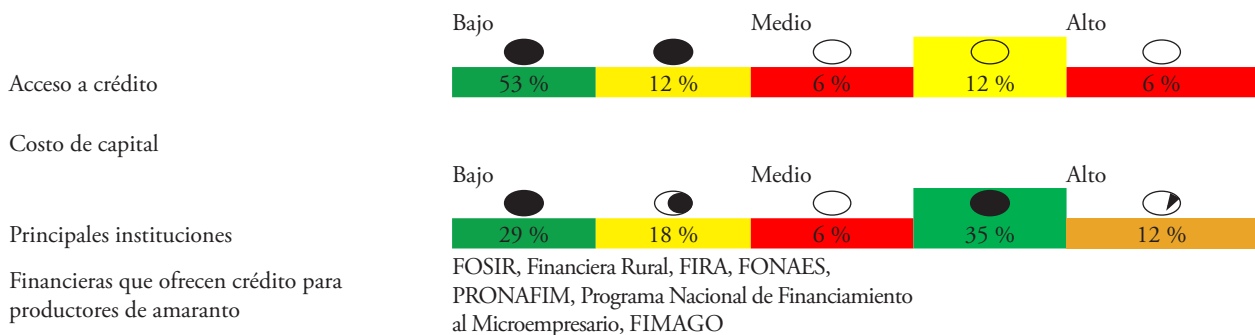 Bajo Medio Alto
Acceso a crédito 53 % 12 % 6 % 12 % 6 %
Costo de capital
Bajo Medio Alto
Principales instituciones 29 % 18 % 6 % 35 % 12 %
Financieras que ofrecen crédito para
productores de amaranto
FOSIR, Financiera Rural, FIRA, FONAES,
PRONAFIM, Programa Nacional de Financiamiento
al Microempresario, FIMAGO